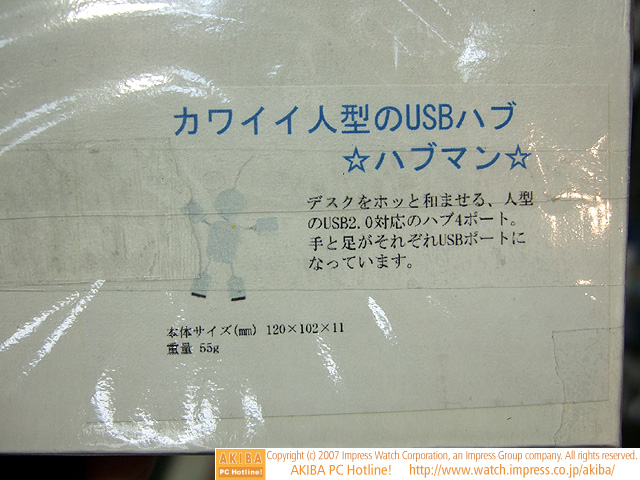 カワイイ人型のUSBハブ
☆ハブマン☆
デスクをホッと和ませる、人型
のUSB2.0対応のハブ4ポート。
手と足がそれぞれUSBポートに
なっています。
本体サイズ(mm) 120×102×11
重量 55g
AKIBA
PC Hotline!
Copyright (c) 2007 Impress Watch Corporation, an Impress Group company. All rights reserved.
AKIBA PC Hotline! http://www.watch.impress.co.jp/akiba/